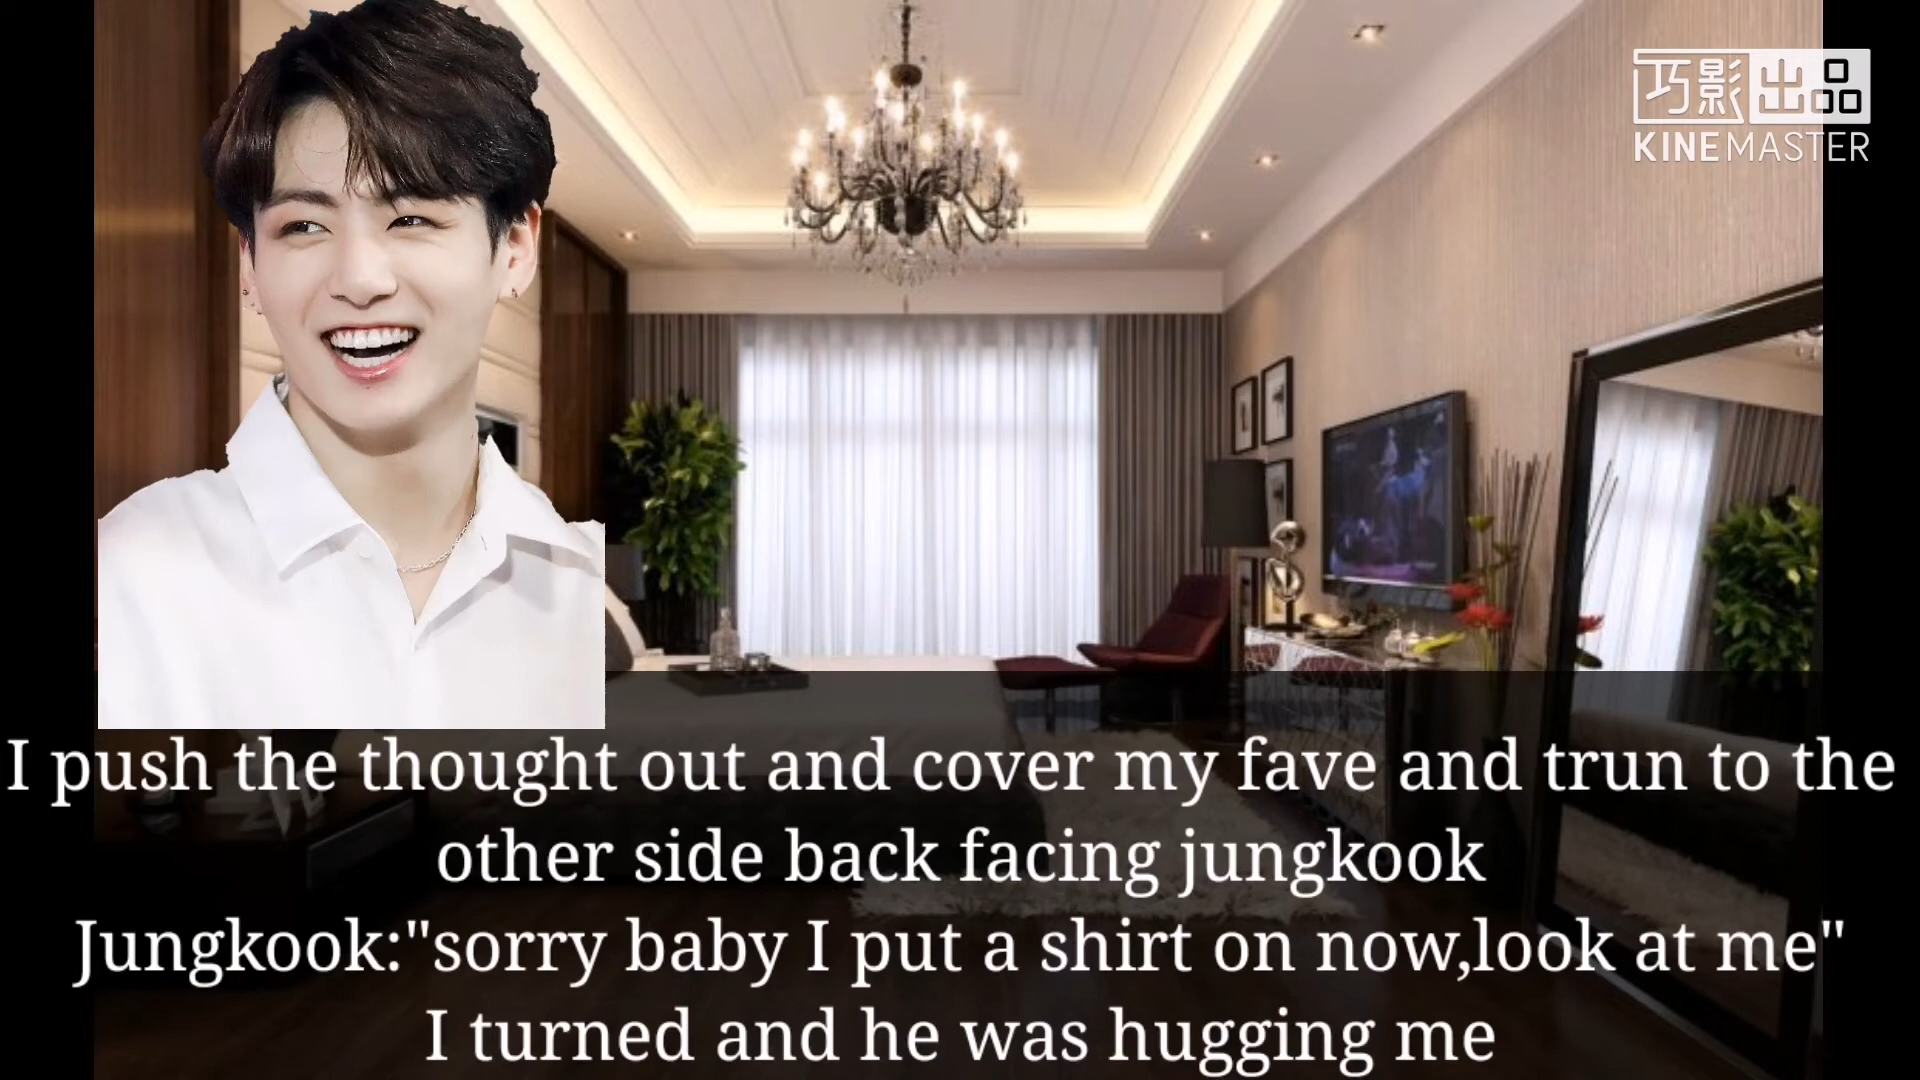 巧影出品
KINEMASTER
I push the thought out and cover my fave and trun to the
other side back facing jungkook
Jungkook:"sorry baby I put a shirt on now,look at me"
I turned and he was hugging me